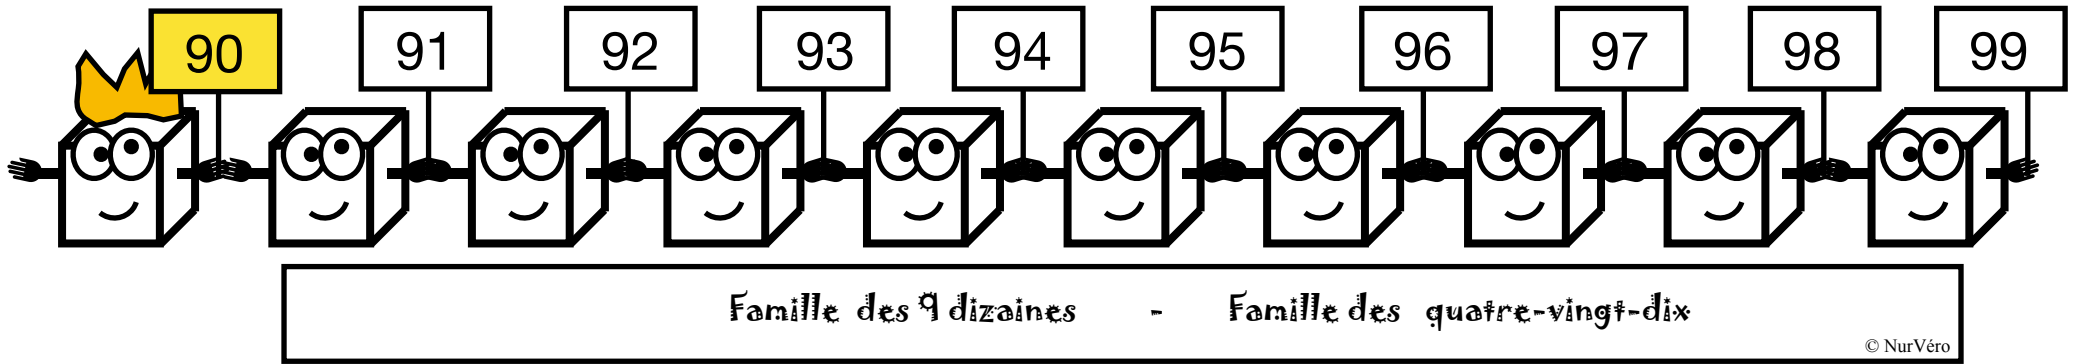 90 91 92 93 94 95 96 97 98 99
Famille des 9 dizaines - Famille des quatre-vingt-dix
© NurVéro